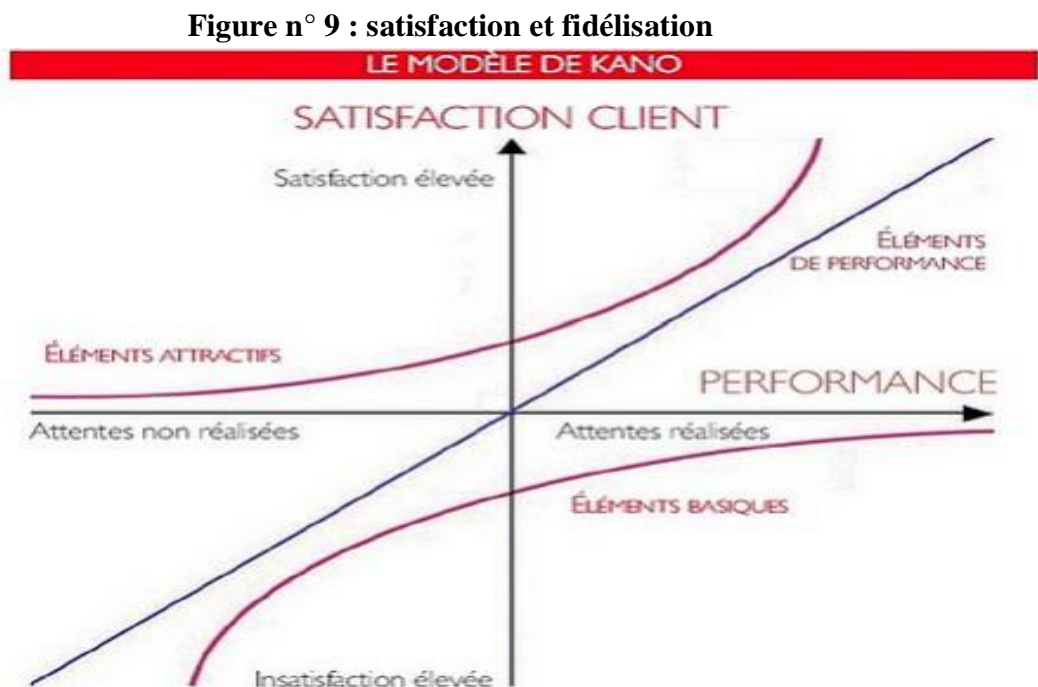 Figure n° 9 : satisfaction et fidélisation
LE MODÈLE DE KANO
SATISFACTION CLIENT
Satisfaction élevée
ÉLÉMENTS
DE PERFORMANCE
ÉLÉMENTS ATTRACTIFS
PERFORMANCE
Attentes non réalisées
Attentes réalisées
ÉLÉMENTS BASIQUES
Insatisfaction élevée